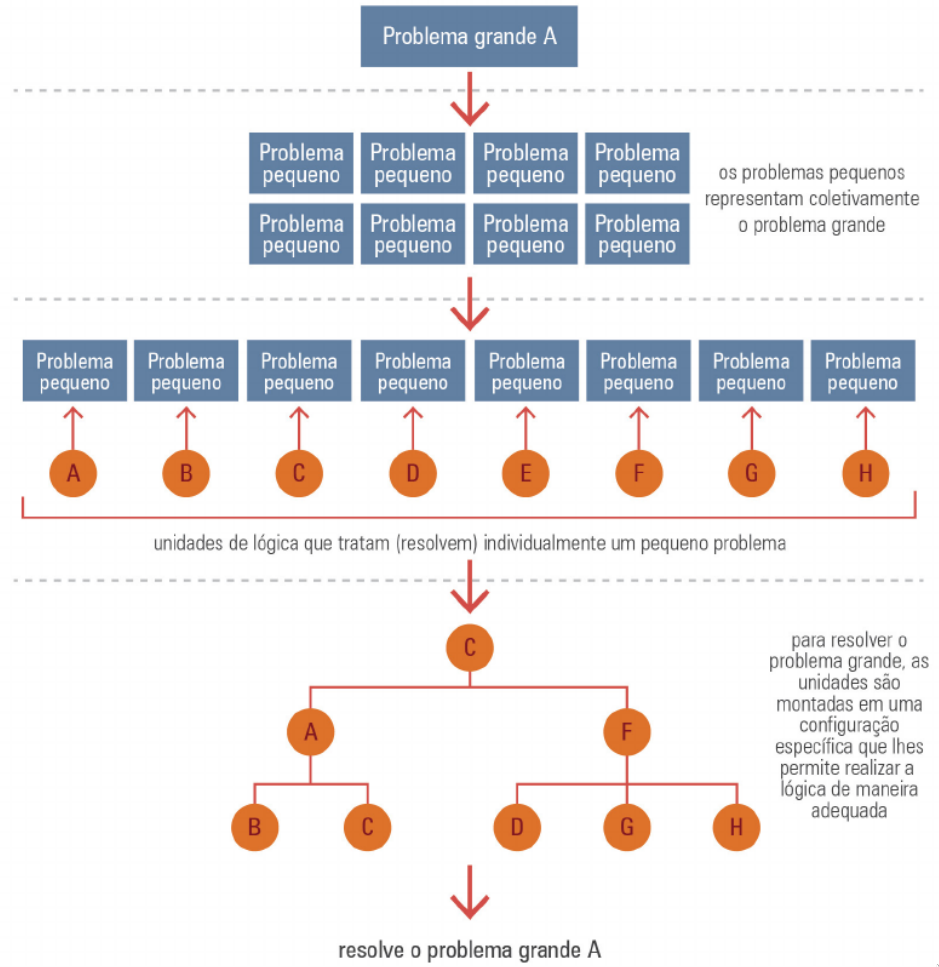 Problema grande A
Problema Problema Problema Problema
pequeno pequeno pequeno pequeno
Problema Problema Problema Problema
pequeno pequeno pequeno pequeno
os problemas pequenos
representam coletivamente
o problema grande
Problema Problema Problema Problema Problema Problema Problema Problema
pequeno pequeno pequeno pequeno pequeno pequeno pequeno pequeno
A B C D E F G H
unidades de lógica que tratam (resolvem) individualmente um pequeno problema
C
A F
B C D G H
para resolver o
problema grande, as
unidades são
montadas em uma
configuração
específica que lhes
permite realizar a
lógica de maneira
adequada
resolve o problema grande A